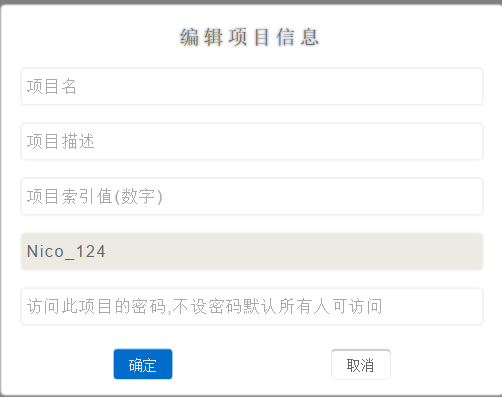 编辑项目信息
项目名
项目描述
项目索引值(数字)
Nico_124
访问此项目的密码,不设密码默认所有人可访问
确定
取消